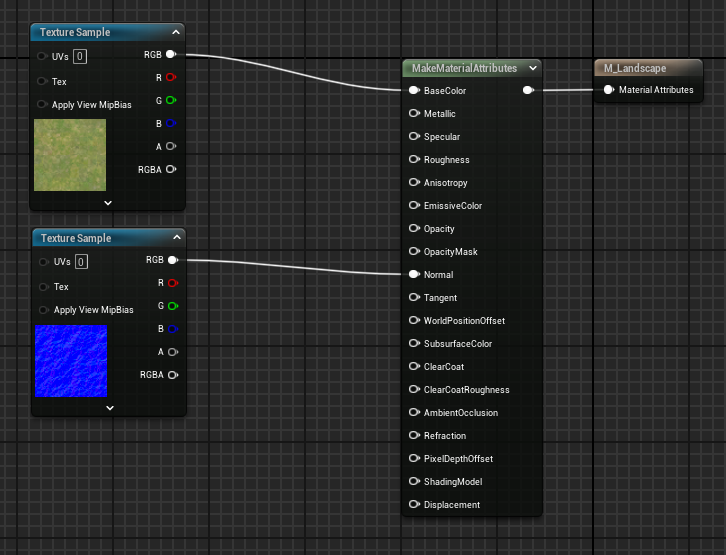 Texture Sample
UVs 0
Tex
Apply View MipBias
RGB
R
G
B
A
RGBA
Texture Sample
UVs 0
Tex
Apply View MipBias
RGB
R
G
B
A
RGBA
MakeMaterialAttributes
BaseColor
Metallic
Specular
Roughness
Anisotropy
EmissiveColor
Opacity
OpacityMask
Normal
Tangent
WorldPositionOffset
SubsurfaceColor
ClearCoat
ClearCoatRoughness
AmbientOcclusion
Refraction
PixelDepthOffset
ShadingModel
Displacement
M_Landscape
Material Attributes